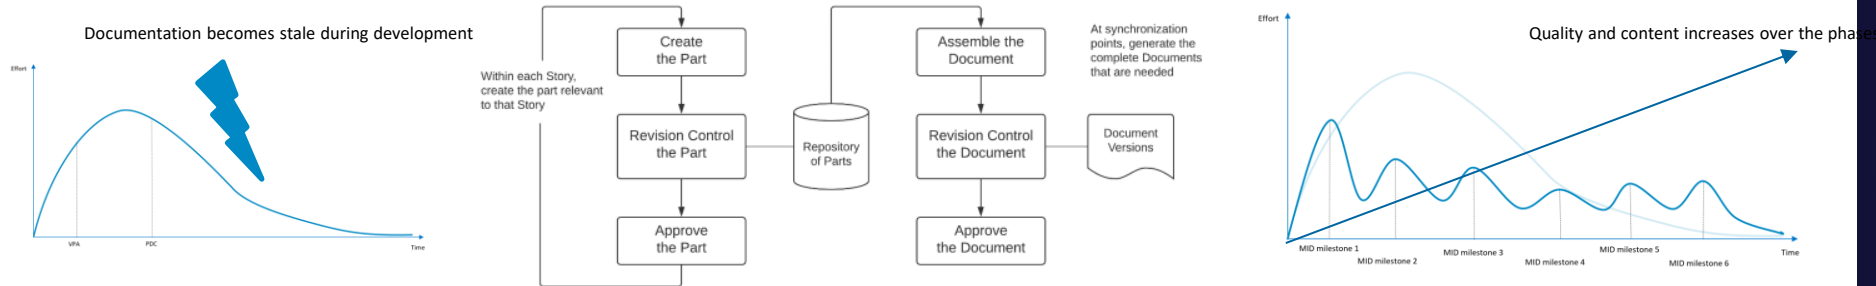 Documentation becomes stale during development
Effort
VPA
PDC
Time
Within each Story,
create the part relevant
to that Story
Create
the Part
Revision Control
the Part
Approve
the Part
Repository
of Parts
Assemble the
Document
Revision Control
the Document
Approve
the Document
At synchronization
points, generate the
complete Documents
that are needed
Document
Versions
Effort
Quality and content increases over the phases
MID milestone 1
MID milestone 2
MID milestone 3
MID milestone 4
MID milestone 5
MID milestone 6
Time